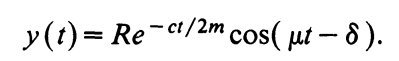 y(t) = Re^{-ct/2m} cos( μt − δ ).